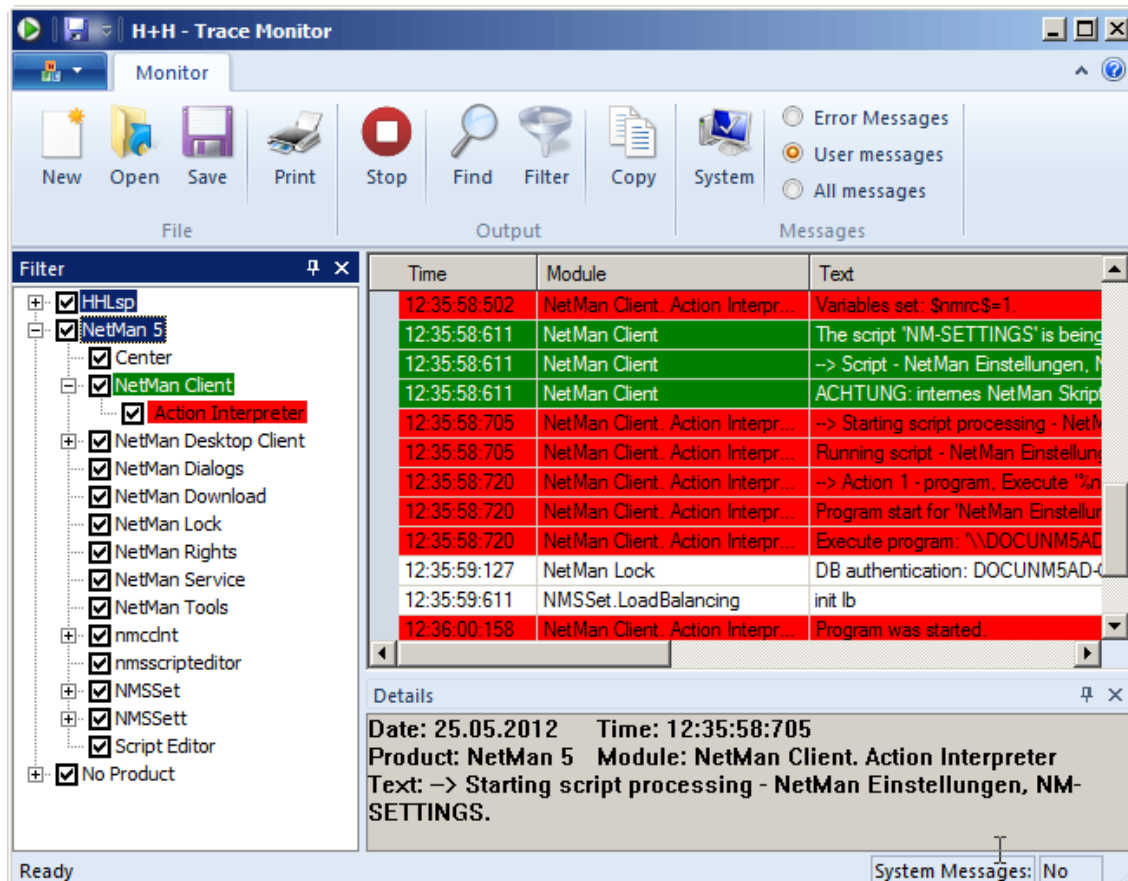 H+H - Trace Monitor
Monitor
New Open Save Print Stop Find Filter Copy System
Error Messages
User messages
All messages
File Output Messages
Filter
HHLsp
NetMan 5
Center
NetMan Client
Action Interpreter
NetMan Desktop Client
NetMan Dialogs
NetMan Download
NetMan Lock
NetMan Rights
NetMan Service
NetMan Tools
nmcclnt
nmsscripteditor
NMSSet
NMSSett
Script Editor
No Product
Time Module Text
12:35:58:502 NetMan Client. Action Interpr... Variables set: $nmrc$=1.
12:35:58:611 NetMan Client The script 'NM-SETTINGS' is being
12:35:58:611 NetMan Client --> Script - NetMan Einstellungen, N
12:35:58:611 NetMan Client ACHTUNG: internes NetMan Skript
12:35:58:705 NetMan Client. Action Interpr... --> Starting script processing - NetM
12:35:58:705 NetMan Client. Action Interpr... Running script - NetMan Einstellung
12:35:58:720 NetMan Client. Action Interpr... --> Action 1 - program, Execute '%n
12:35:58:720 NetMan Client. Action Interpr... Program start for 'NetMan Einstellun
12:35:58:720 NetMan Client. Action Interpr... Execute program: '\\DOCUNM5AD
12:35:59:127 NetMan Lock DB authentication: DOCUNM5AD-
12:35:59:611 NMSSet.LoadBalancing init lb
12:36:00:158 NetMan Client. Action Interpr... Program was started.
Details
Date: 25.05.2012 Time: 12:35:58:705
Product: NetMan 5 Module: NetMan Client. Action Interpreter
Text: --> Starting script processing - NetMan Einstellungen, NM-
SETTINGS.
Ready System Messages: No